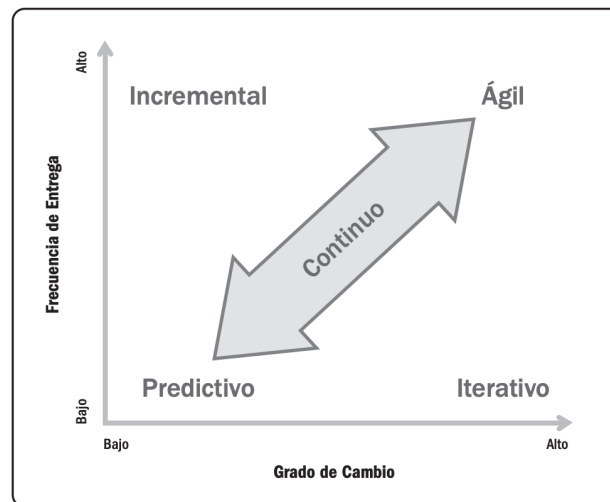 Alto
Incremental
Ágil
Frecuencia de Entrega
Continuo
Predictivo
Iterativo
Bajo
Bajo
Alto
Grado de Cambio